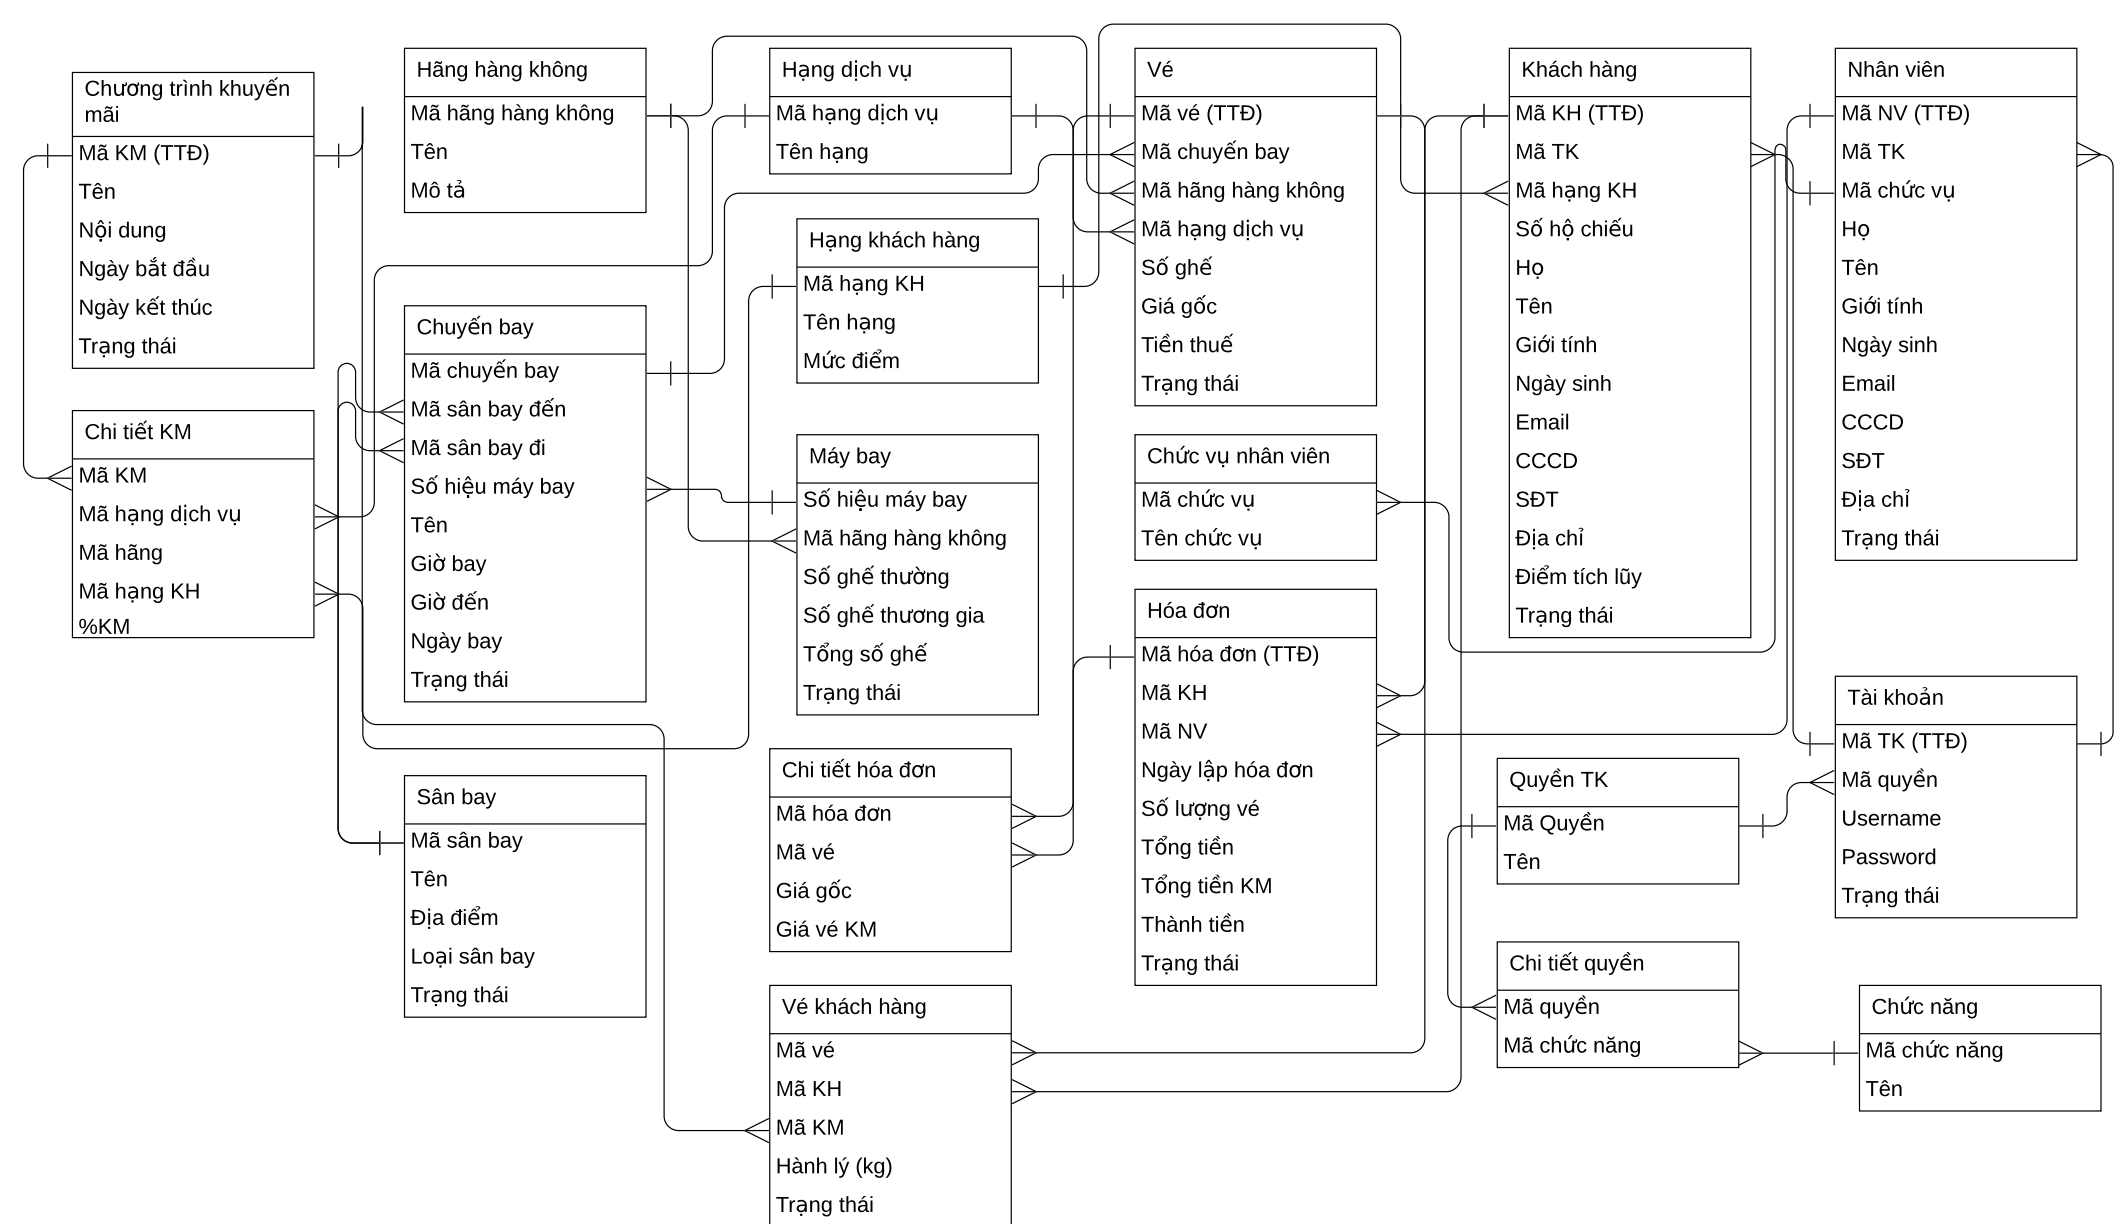 Chương trình khuyến
mãi
Mã KM (TTĐ)
Tên
Nội dung
Ngày bắt đầu
Ngày kết thúc
Trạng thái
Chi tiết KM
Mã KM
Mã hạng dịch vụ
Mã hãng
Mã hạng KH
%KM
Hãng hàng không
Mã hãng hàng không
Tên
Mô tả
Chuyến bay
Mã chuyến bay
Mã sân bay đến
Mã sân bay đi
Số hiệu máy bay
Tên
Giờ bay
Giờ đến
Ngày bay
Trạng thái
Sân bay
Mã sân bay
Tên
Địa điểm
Loại sân bay
Trạng thái
Hạng dịch vụ
Mã hạng dịch vụ
Tên hạng
Hạng khách hàng
Mã hạng KH
Tên hạng
Mức điểm
Máy bay
Số hiệu máy bay
Mã hãng hàng không
Số ghế thường
Số ghế thương gia
Tổng số ghế
Trạng thái
Chi tiết hóa đơn
Mã hóa đơn
Mã vé
Giá gốc
Giá vé KM
Vé khách hàng
Mã vé
Mã KH
Mã KM
Hành lý (kg)
Trạng thái
Vé
Mã vé (TTĐ)
Mã chuyến bay
Mã hãng hàng không
Mã hạng dịch vụ
Số ghế
Giá gốc
Tiền thuế
Trạng thái
Chức vụ nhân viên
Mã chức vụ
Tên chức vụ
Hóa đơn
Mã hóa đơn (TTĐ)
Mã KH
Mã NV
Ngày lập hóa đơn
Số lượng vé
Tổng tiền
Tổng tiền KM
Thành tiền
Trạng thái
Khách hàng
Mã KH (TTĐ)
Mã TK
Mã hạng KH
Số hộ chiếu
Họ
Tên
Giới tính
Ngày sinh
Email
CCCD
SĐT
Địa chỉ
Điểm tích lũy
Trạng thái
Quyền TK
Mã Quyền
Tên
Chi tiết quyền
Mã quyền
Mã chức năng
Nhân viên
Mã NV (TTĐ)
Mã TK
Mã chức vụ
Họ
Tên
Giới tính
Ngày sinh
Email
CCCD
SĐT
Địa chỉ
Trạng thái
Tài khoản
Mã TK (TTĐ)
Mã quyền
Username
Password
Trạng thái
Chức năng
Mã chức năng
Tên